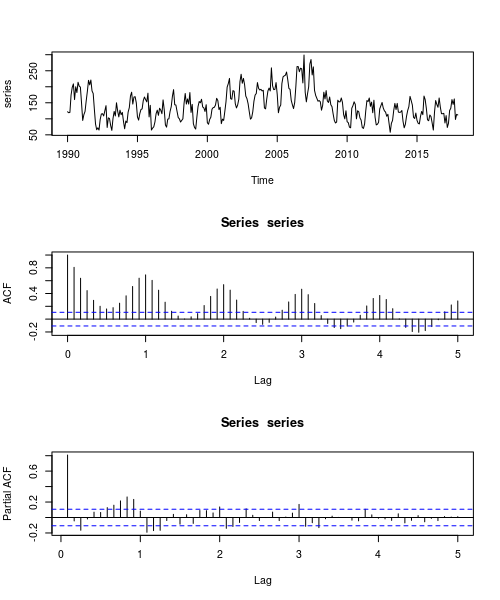 series
50 150 250
1990 1995 2000 2005 2010 2015
Time
Series series
ACF
-0.2 0.4 0.8
0 1 2 3 4 5
Lag
Series series
Partial ACF
-0.2 0.2 0.6
0 1 2 3 4 5
Lag